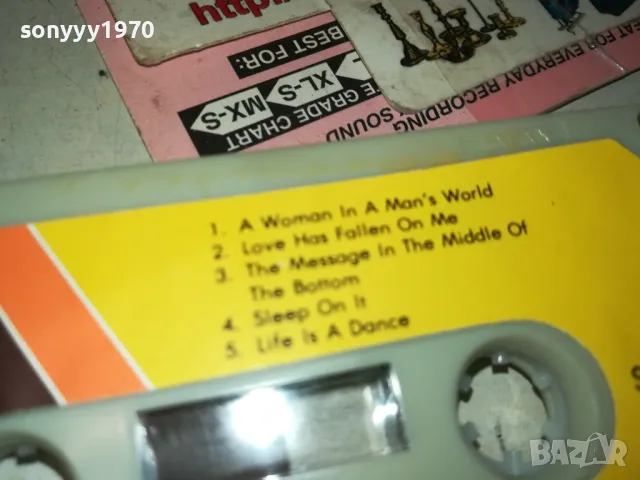 sonyyy1970
http:
BEST FOR:
GREAT FOR EVERYDAY RECORDING
SOUND
GRADE CHART
XL-S
MX-S
1. A Woman In A Man's World
2. Love Has Fallen On Me
3. The Message In The Middle Of
The Bottom
4. Sleep On It
5. Life Is A Dance
BAZAR